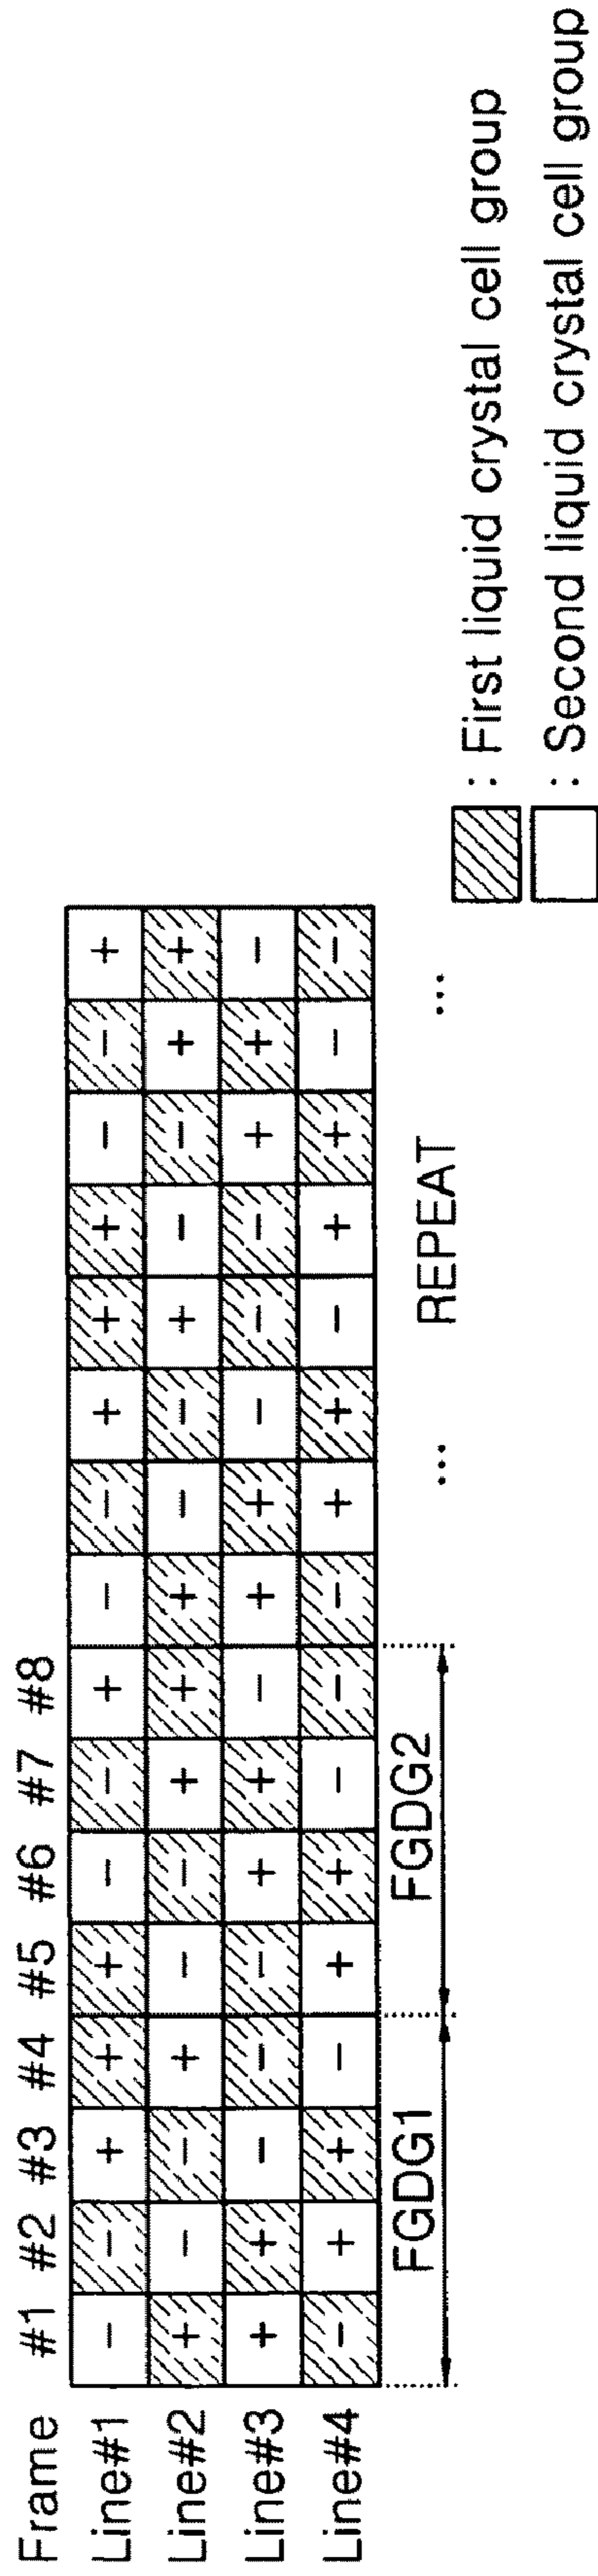 Frame #1 #2 #3 #4 #5 #6 #7 #8
Line#1 − − + + + − − + − − + + + − − +
Line#2 + − − + − − + + + − − + − − + +
Line#3 + + − − − + + − + + − − − + + −
Line#4 − + + − + + − − − + + − + + − −
FGDG1 FGDG2 ... REPEAT ...
: First liquid crystal cell group
: Second liquid crystal cell group